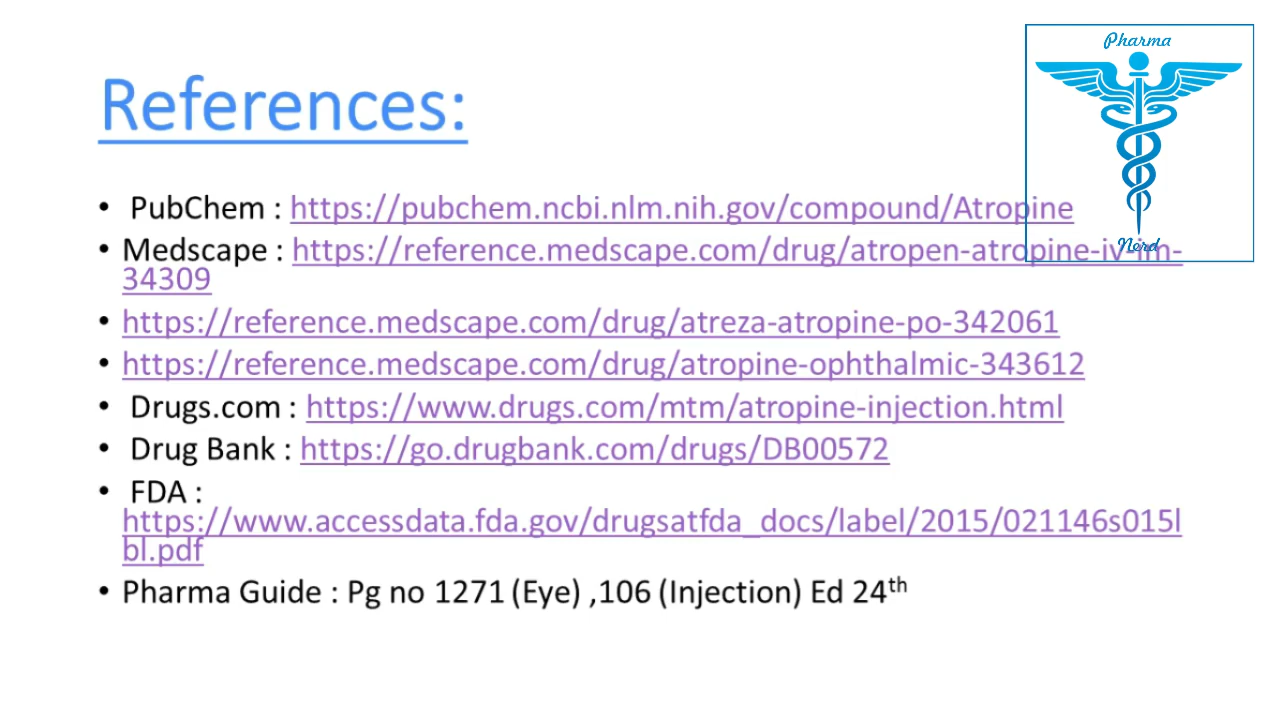 Pharma
References:
• PubChem : https://pubchem.ncbi.nlm.nih.gov/compound/Atropine
• Medscape : https://reference.medscape.com/drug/atropen-atropine-iv-im-
34309
Nerd
• https://reference.medscape.com/drug/atreza-atropine-po-342061
• https://reference.medscape.com/drug/atropine-ophthalmic-343612
• Drugs.com : https://www.drugs.com/mtm/atropine-injection.html
• Drug Bank : https://go.drugbank.com/drugs/DB00572
• FDA :
https://www.accessdata.fda.gov/drugsatfda_docs/label/2015/021146s015l
bl.pdf
• Pharma Guide : Pg no 1271 (Eye) ,106 (Injection) Ed 24th